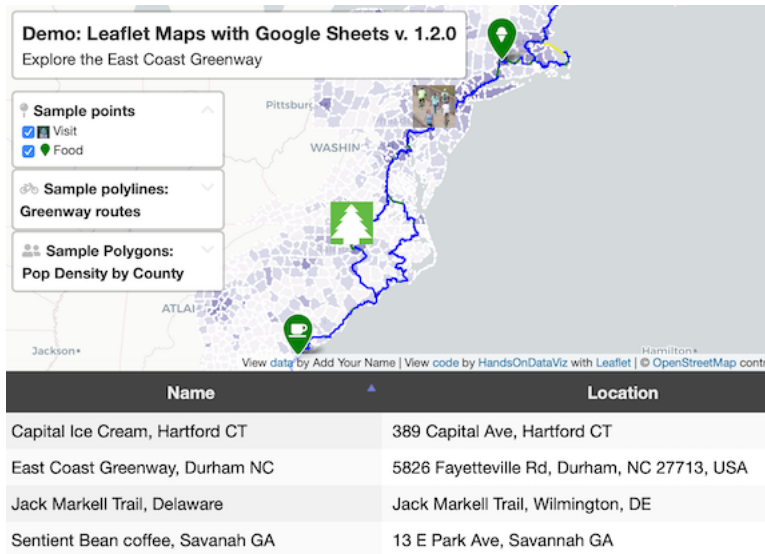 Demo: Leaflet Maps with Google Sheets v. 1.2.0
Explore the East Coast Greenway
Sample points
Visit
Food
Sample polylines:
Greenway routes
Sample Polygons:
Pop Density by County
Pittsburg
WASHIN
ATLAI
Jackson
Hamilton
View data by Add Your Name | View code by HandsOnDataViz with Leaflet | © OpenStreetMap contr
Name Location
Capital Ice Cream, Hartford CT 389 Capital Ave, Hartford CT
East Coast Greenway, Durham NC 5826 Fayetteville Rd, Durham, NC 27713, USA
Jack Markell Trail, Delaware Jack Markell Trail, Wilmington, DE
Sentient Bean coffee, Savanah GA 13 E Park Ave, Savannah GA